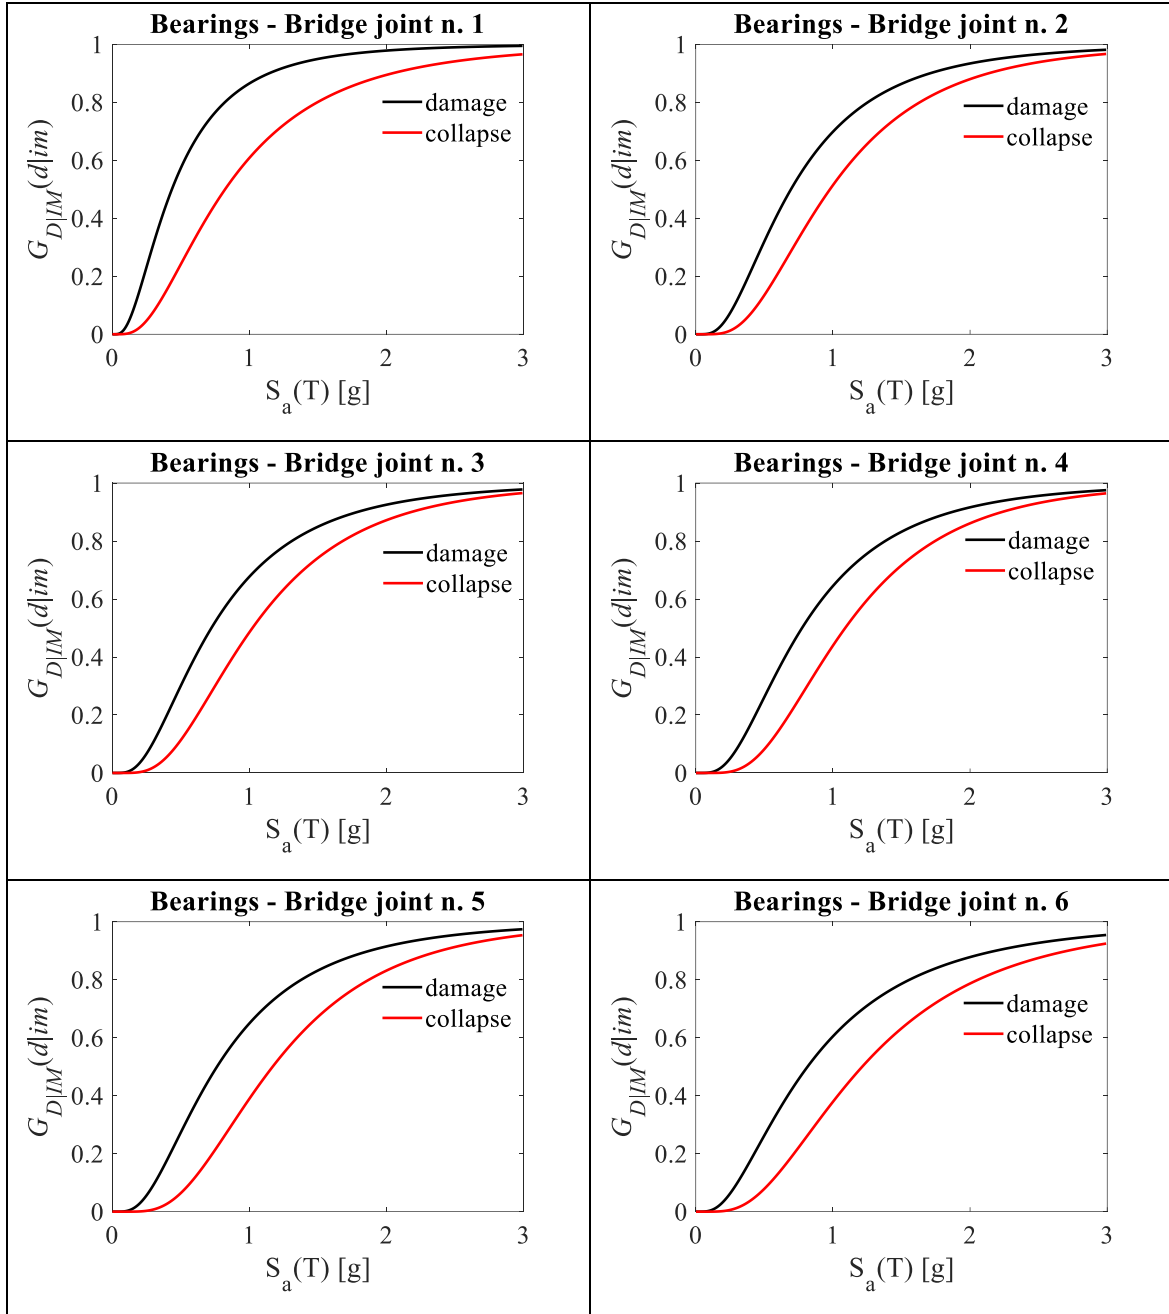 Bearings - Bridge joint n. 1
1
0.8
0.6
0.4
0.2
0
G_{D|IM}(d|im)
damage
collapse
0 1 2 3
S_a(T) [g]
Bearings - Bridge joint n. 2
1
0.8
0.6
0.4
0.2
0
G_{D|IM}(d|im)
damage
collapse
0 1 2 3
S_a(T) [g]
Bearings - Bridge joint n. 3
1
0.8
0.6
0.4
0.2
0
G_{D|IM}(d|im)
damage
collapse
0 1 2 3
S_a(T) [g]
Bearings - Bridge joint n. 4
1
0.8
0.6
0.4
0.2
0
G_{D|IM}(d|im)
damage
collapse
0 1 2 3
S_a(T) [g]
Bearings - Bridge joint n. 5
1
0.8
0.6
0.4
0.2
0
G_{D|IM}(d|im)
damage
collapse
0 1 2 3
S_a(T) [g]
Bearings - Bridge joint n. 6
1
0.8
0.6
0.4
0.2
0
G_{D|IM}(d|im)
damage
collapse
0 1 2 3
S_a(T) [g]